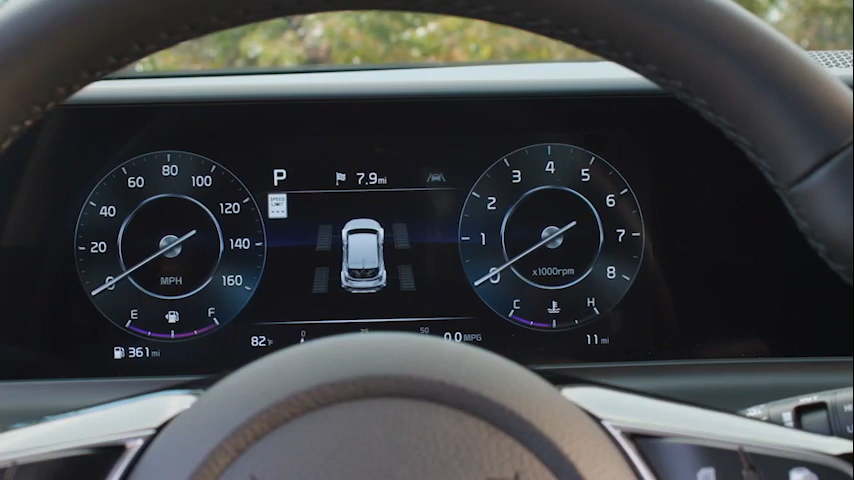 P
7.9mi
SPEED
LIMIT
0 20 40 60 80 100 120 140 160
MPH
E F
361mi
82°F
0 25 50
0.0 MPG
0 1 2 3 4 5 6 7 8
x1000rpm
C H
11mi